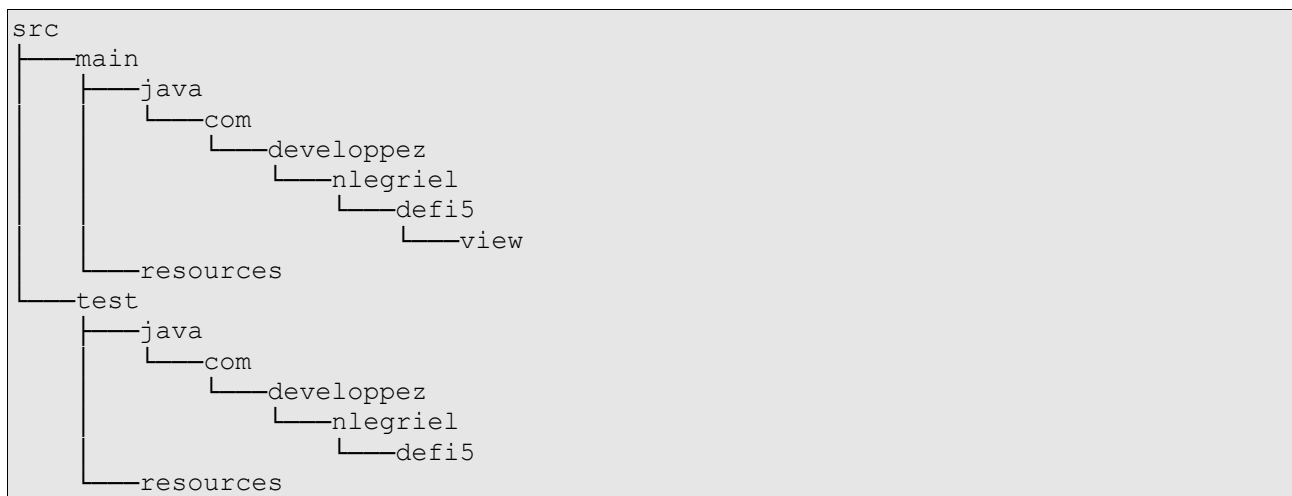 src
├───main
│   ├───java
│   │   └───com
│   │       └───developpez
│   │           └───nlegriel
│   │               └───defi5
│   │                   └───view
│   └───resources
└───test
    ├───java
    │   └───com
    │       └───developpez
    │           └───nlegriel
    │               └───defi5
    └───resources